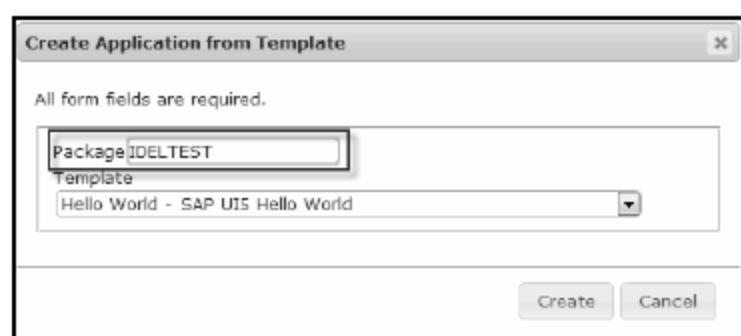 Create Application from Template
All form fields are required.
Package IDELTEST
Template
Hello World - SAP UI5 Hello World
Create Cancel